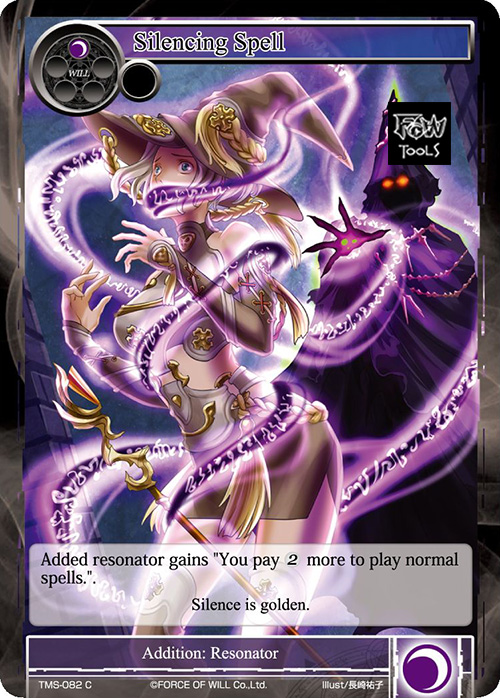 Silencing Spell
WILL
FOW
TOOLS
Added resonator gains "You pay 2 more to play normal
spells.".
Silence is golden.
Addition: Resonator
TMS-082 C ©FORCE OF WILL Co.,Ltd. Illust/長崎祐子